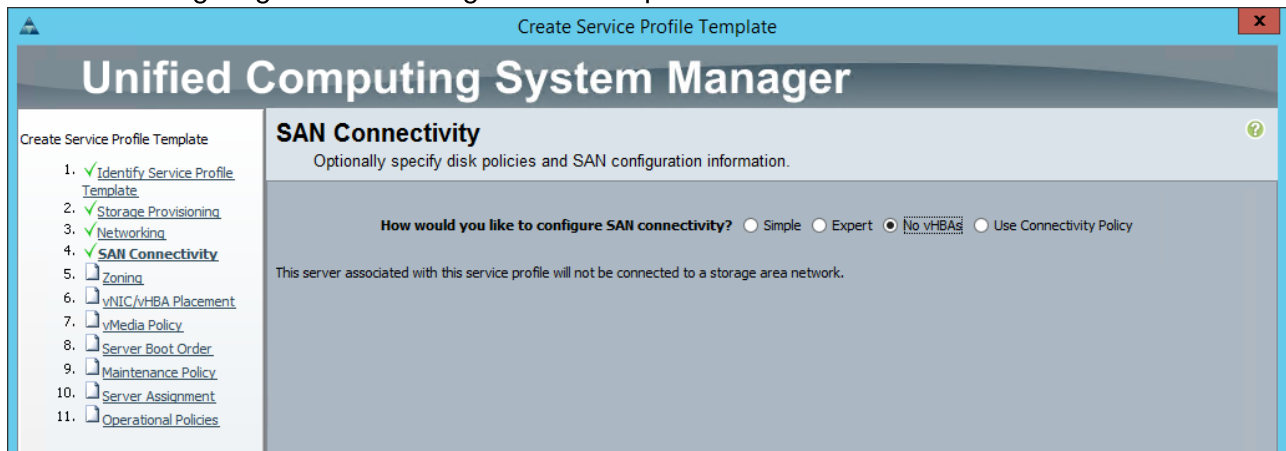 Create Service Profile Template
x
Unified Computing System Manager
Create Service Profile Template
1. Identify Service Profile
Template
2. Storage Provisioning
3. Networking
4. SAN Connectivity
5. Zoning
6. vNIC/vHBA Placement
7. vMedia Policy
8. Server Boot Order
9. Maintenance Policy
10. Server Assignment
11. Operational Policies
SAN Connectivity
?
Optionally specify disk policies and SAN configuration information.
How would you like to configure SAN connectivity? Simple Expert No vHBAs Use Connectivity Policy
This server associated with this service profile will not be connected to a storage area network.